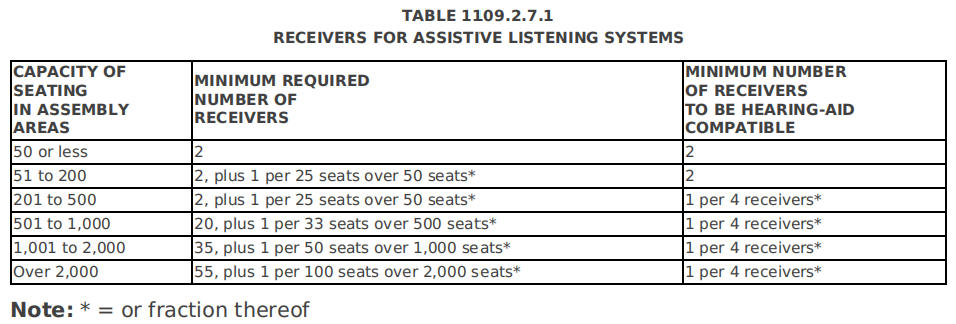 TABLE 1109.2.7.1
RECEIVERS FOR ASSISTIVE LISTENING SYSTEMS
CAPACITY OF
SEATING
IN ASSEMBLY
AREAS
MINIMUM REQUIRED
NUMBER OF
RECEIVERS
MINIMUM NUMBER
OF RECEIVERS
TO BE HEARING-AID
COMPATIBLE
50 or less 2 2
51 to 200 2, plus 1 per 25 seats over 50 seats* 2
201 to 500 2, plus 1 per 25 seats over 50 seats* 1 per 4 receivers*
501 to 1,000 20, plus 1 per 33 seats over 500 seats* 1 per 4 receivers*
1,001 to 2,000 35, plus 1 per 50 seats over 1,000 seats* 1 per 4 receivers*
Over 2,000 55, plus 1 per 100 seats over 2,000 seats* 1 per 4 receivers*
Note: * = or fraction thereof